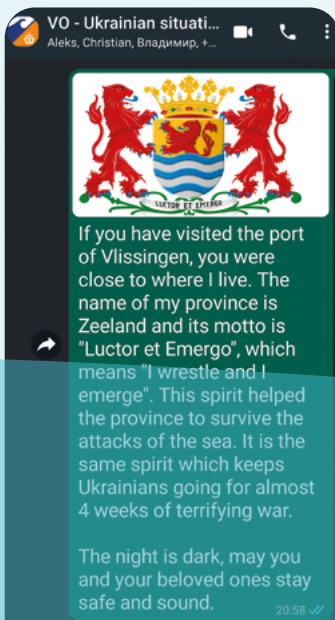 VO - Ukrainian situati...
Aleks, Christian, Владимир, +...
LUCTOR ET EMERGO
If you have visited the port
of Vlissingen, you were
close to where I live. The
name of my province is
Zeeland and its motto is
"Luctor et Emergo", which
means "I wrestle and I
emerge". This spirit helped
the province to survive the
attacks of the sea. It is the
same spirit which keeps
Ukrainians going for almost
4 weeks of terrifying war.
The night is dark, may you
and your beloved ones stay
safe and sound.
20:58